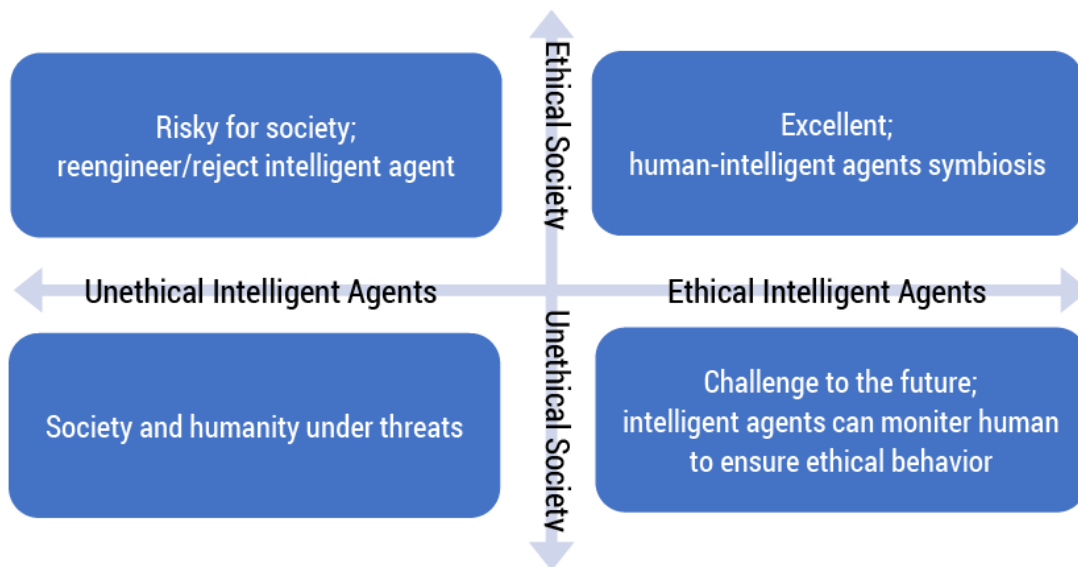 Ethical Society
Risky for society;
reengineer/reject intelligent agent
Excellent;
human-intelligent agents symbiosis
Unethical Intelligent Agents
Ethical Intelligent Agents
Unethical Society
Society and humanity under threats
Challenge to the future;
intelligent agents can moniter human
to ensure ethical behavior